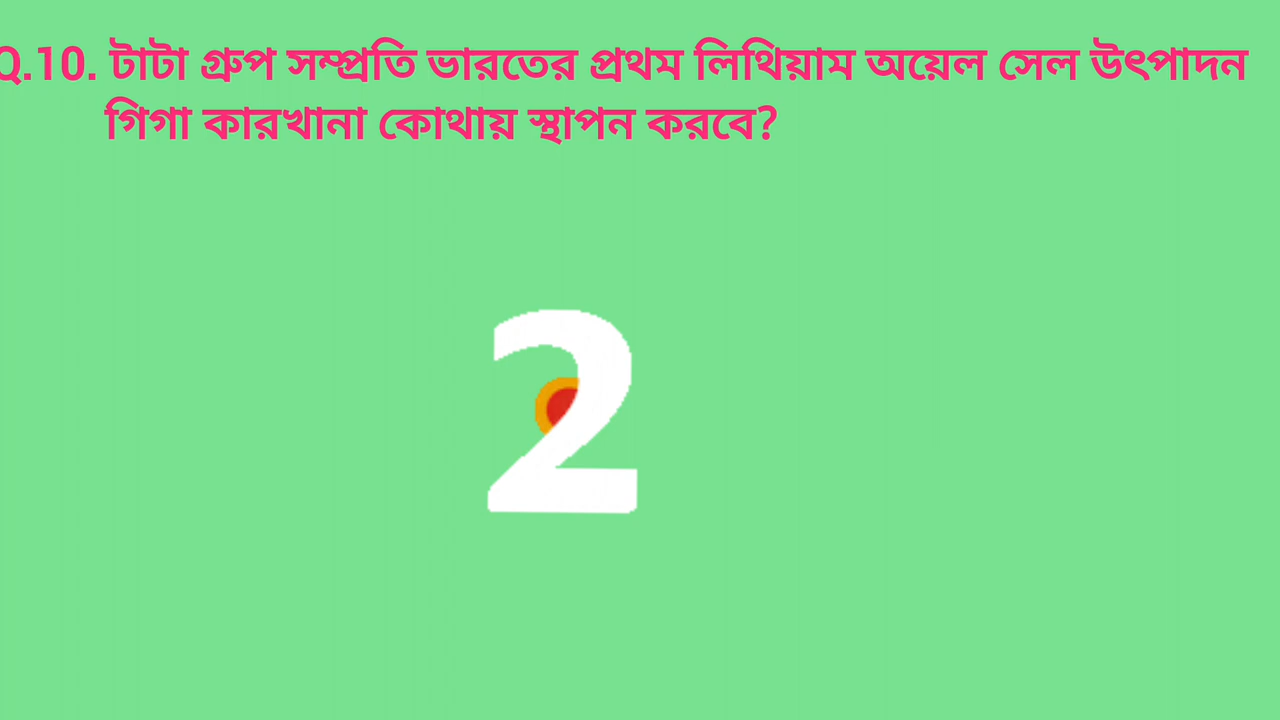 Q.10. টাটা গ্রুপ সম্প্রতি ভারতের প্রথম লিথিয়াম অয়েল সেল উৎপাদন
গিগা কারখানা কোথায় স্থাপন করবে?
2